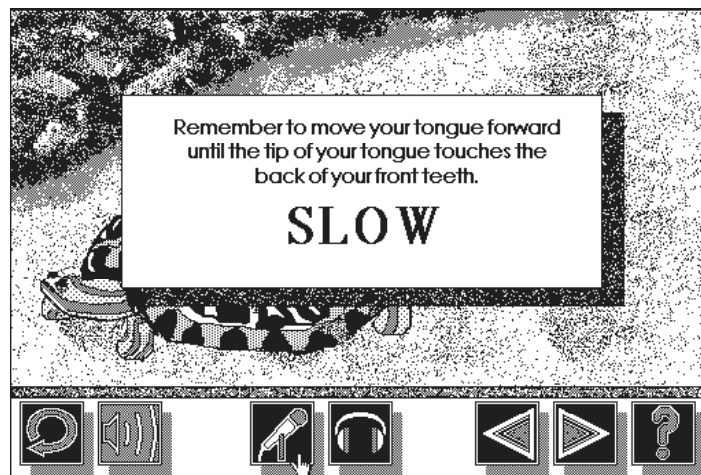 Remember to move your tongue forward
until the tip of your tongue touches the
back of your front teeth.
SLOW